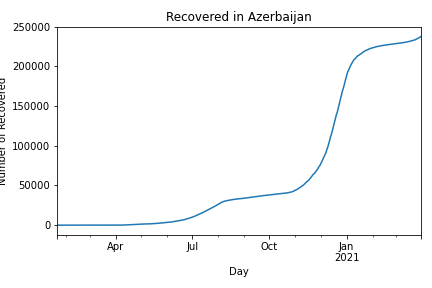 Recovered in Azerbaijan
Number of Recovered
250000
200000
150000
100000
50000
0
Apr
Jul
Oct
Jan
2021
Day